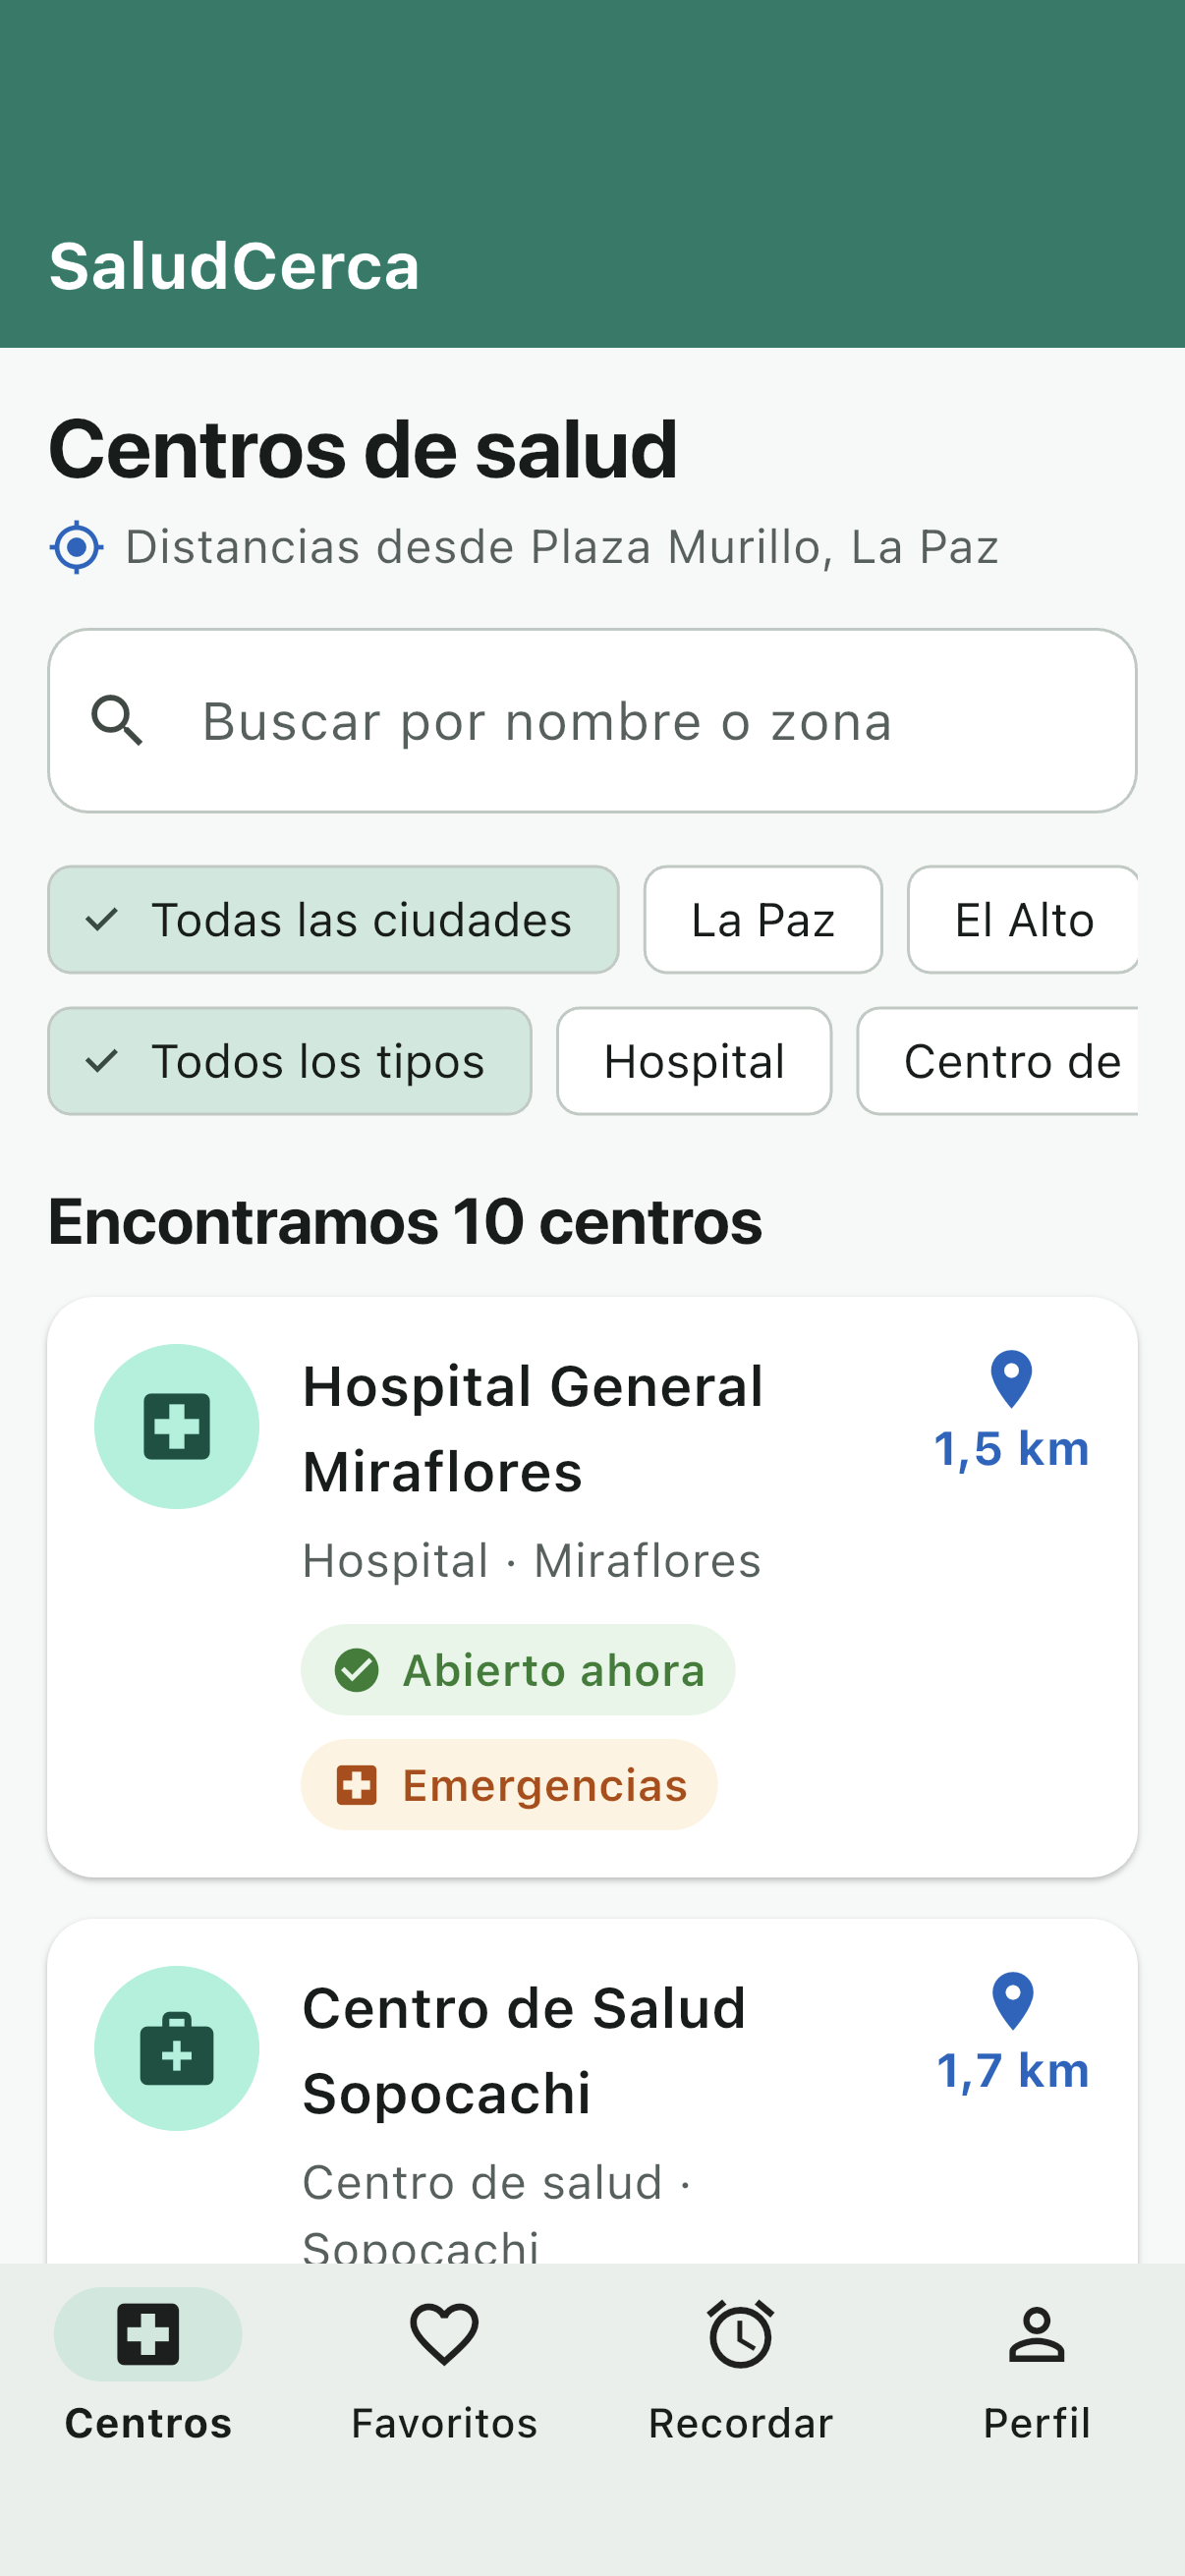 SaludCerca
Centros de salud
Distancias desde Plaza Murillo, La Paz
Buscar por nombre o zona
Todas las ciudades
La Paz
El Alto
Todos los tipos
Hospital
Centro de
Encontramos 10 centros
Hospital General
Miraflores
1,5 km
Hospital · Miraflores
Abierto ahora
Emergencias
Centro de Salud
Sopocachi
1,7 km
Centro de salud ·
Sopocachi
Centros
Favoritos
Recordar
Perfil